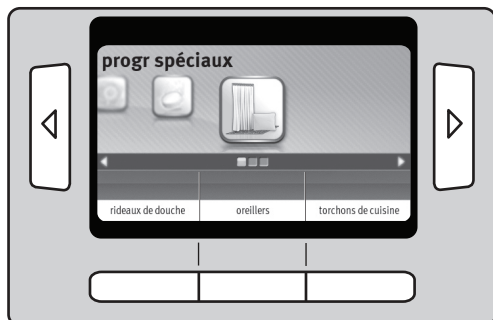 progr spéciaux
rideaux de douche
oreillers
torchons de cuisine